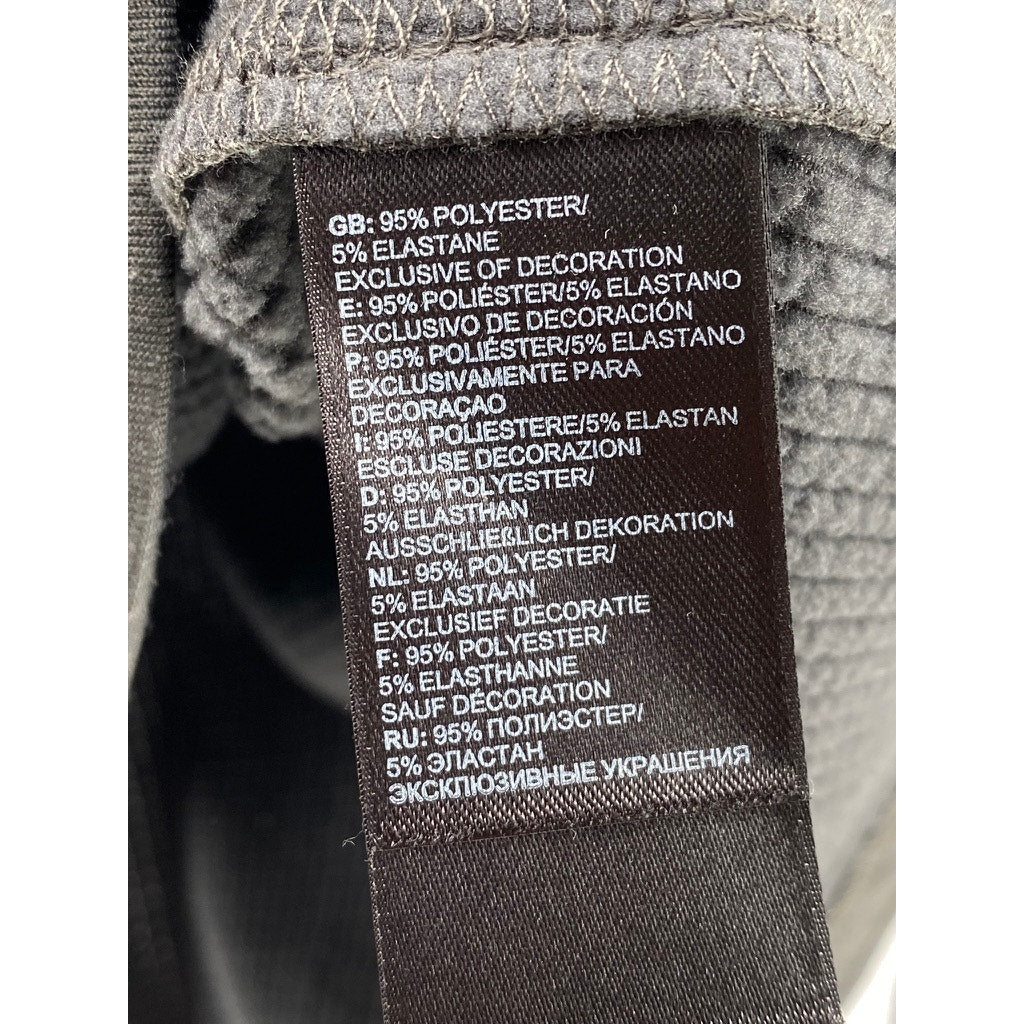 GB: 95% POLYESTER/
5% ELASTANE
EXCLUSIVE OF DECORATION
E: 95% POLIÉSTER/5% ELASTANO
EXCLUSIVO DE DECORACIÓN
P: 95% POLIÉSTER/5% ELASTANO
EXCLUSIVAMENTE PARA
DECORAÇAO
I: 95% POLIESTERE/5% ELASTAN
ESCLUSE DECORAZIONI
D: 95% POLYESTER/
5% ELASTHAN
AUSSCHLIEßLICH DEKORATION
NL: 95% POLYESTER/
5% ELASTAAN
EXCLUSIEF DECORATIE
F: 95% POLYESTER/
5% ELASTHANNE
SAUF DÉCORATION
RU: 95% ПОЛИЭСТЕР/
5% ЭЛАСТАН
ЭКСКЛЮЗИВНЫЕ УКРАШЕНИЯ